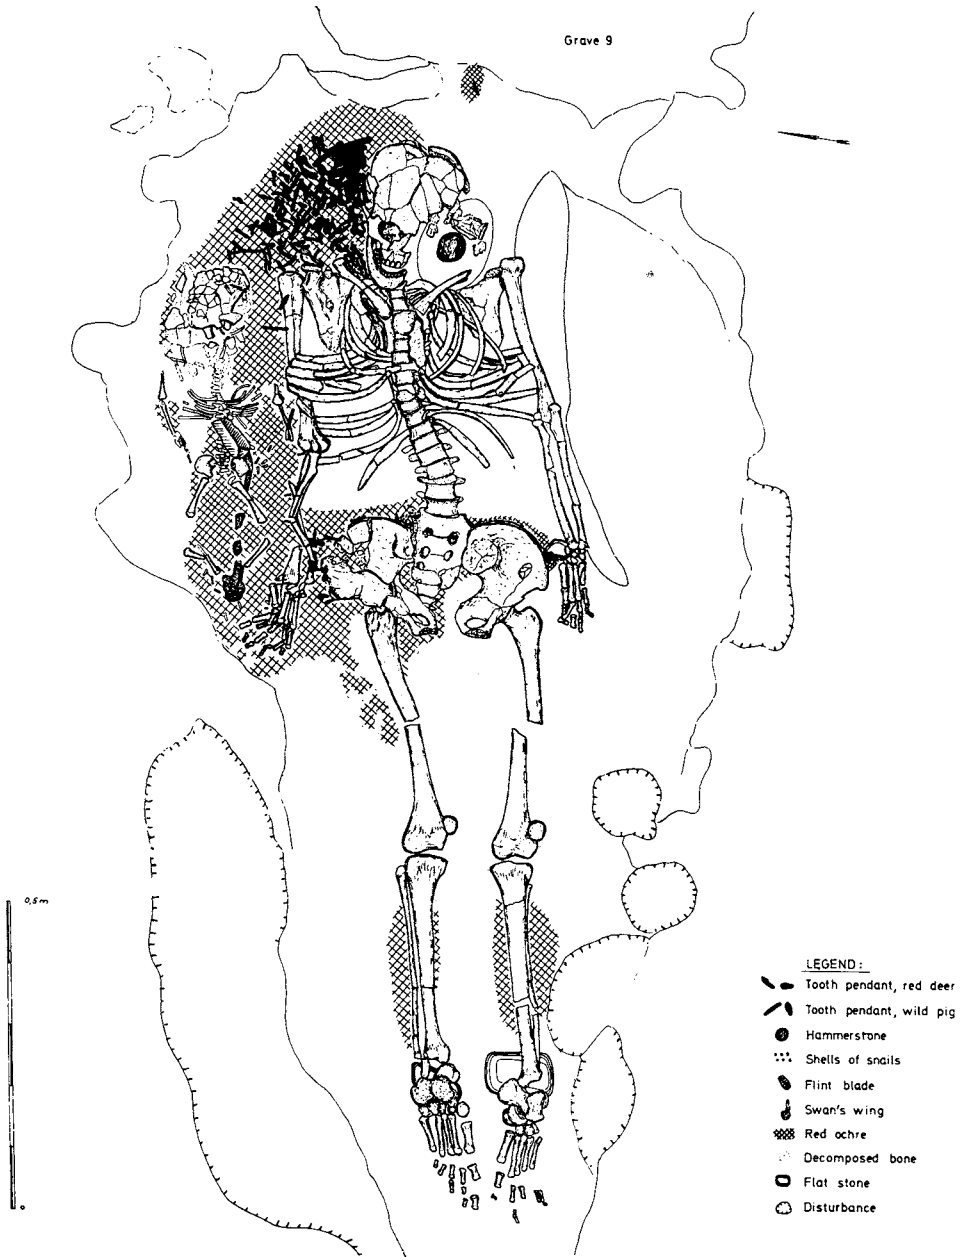 Grave 9
0,5m
0
LEGEND:
Tooth pendant, red deer
Tooth pendant, wild pig
Hammerstone
Shells of snails
Flint blade
Swan's wing
Red ochre
Decomposed bone
Flat stone
Disturbance